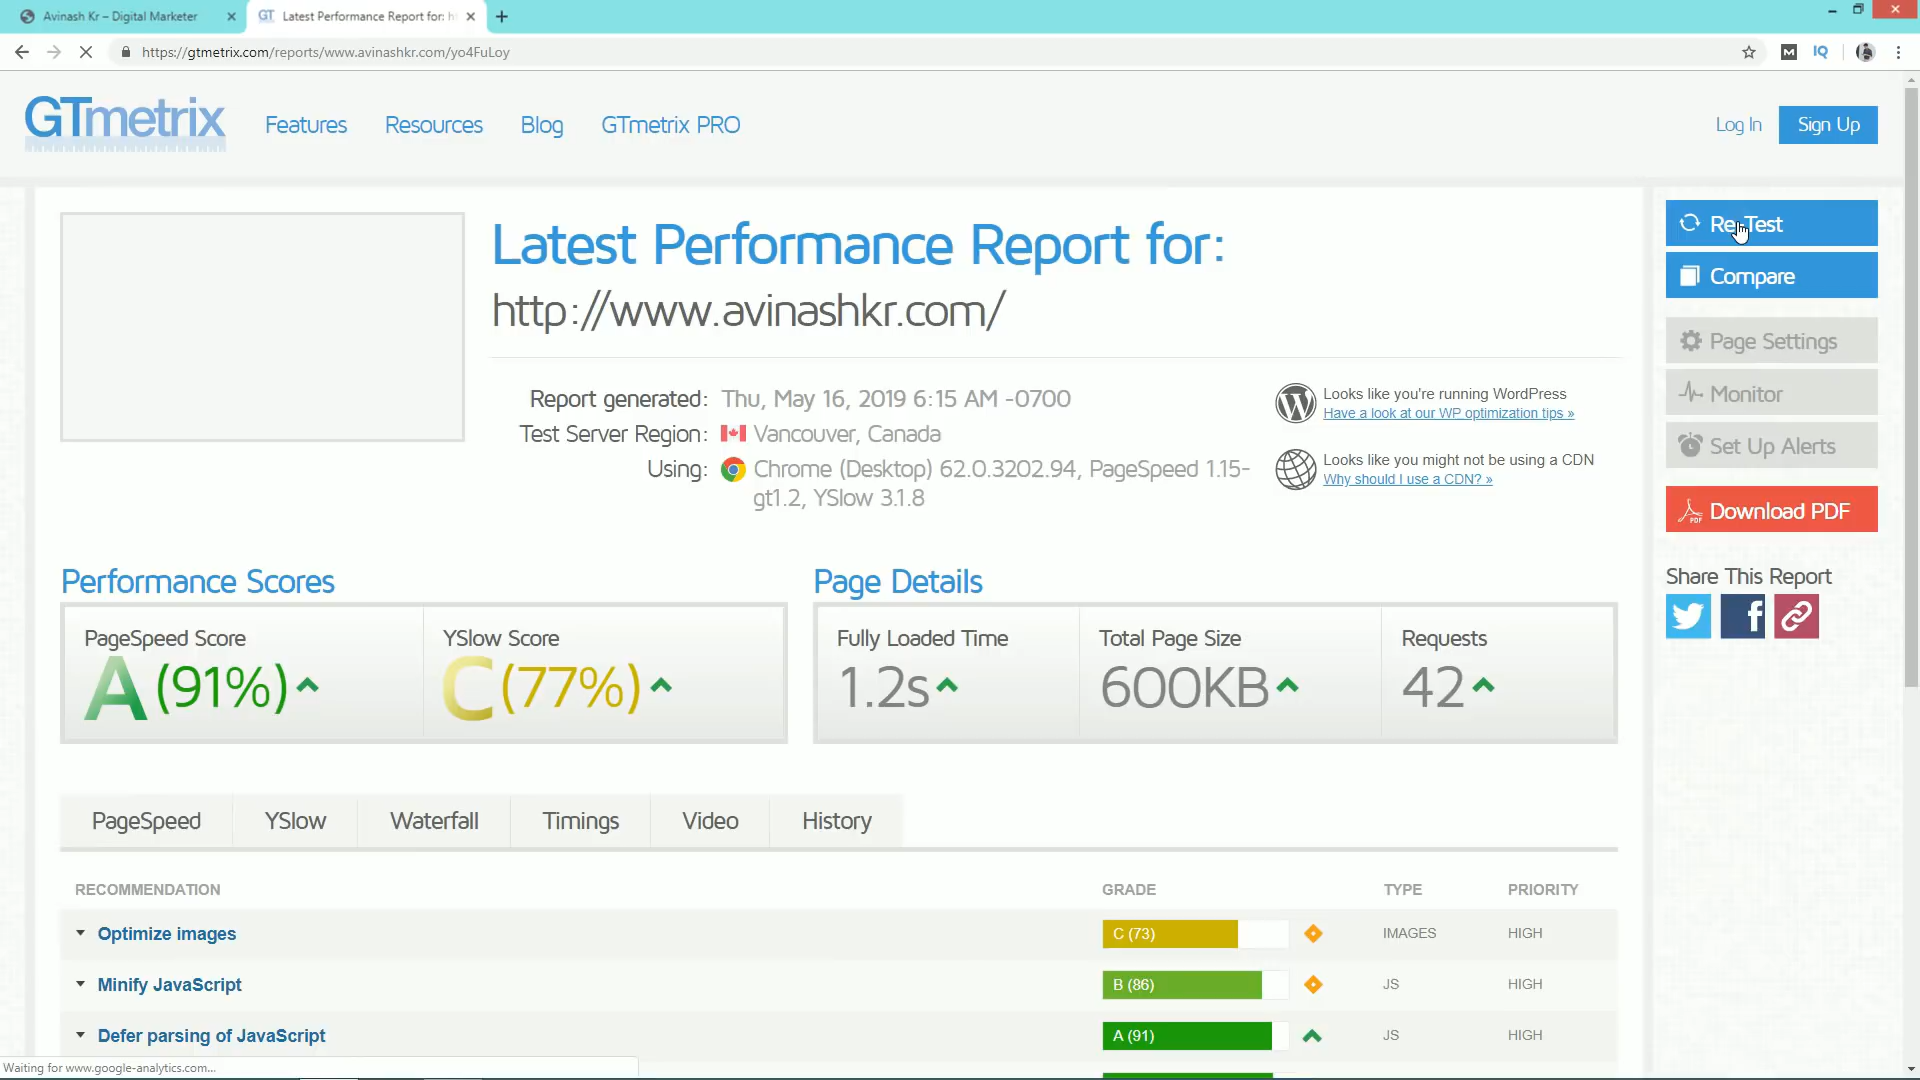 Avinash Kr – Digital Marketer
GT Latest Performance Report for: h
https://gtmetrix.com/reports/www.avinashkr.com/yo4FuLoy
M IQ
GTmetrix
Features Resources Blog GTmetrix PRO
Log In Sign Up
Latest Performance Report for:
http://www.avinashkr.com/
Report generated: Thu, May 16, 2019 6:15 AM -0700
Test Server Region: Vancouver, Canada
Using: Chrome (Desktop) 62.0.3202.94, PageSpeed 1.15-
gt1.2, YSlow 3.1.8
Looks like you're running WordPress
Have a look at our WP optimization tips »
Looks like you might not be using a CDN
Why should I use a CDN? »
Re-Test
Compare
Page Settings
Monitor
Set Up Alerts
PDF Download PDF
Share This Report
Performance Scores
PageSpeed Score YSlow Score
A (91%) C (77%)
Page Details
Fully Loaded Time Total Page Size Requests
1.2s 600KB 42
PageSpeed YSlow Waterfall Timings Video History
RECOMMENDATION GRADE TYPE PRIORITY
Optimize images C (73) IMAGES HIGH
Minify JavaScript B (86) JS HIGH
Defer parsing of JavaScript A (91) JS HIGH
Waiting for www.google-analytics.com...